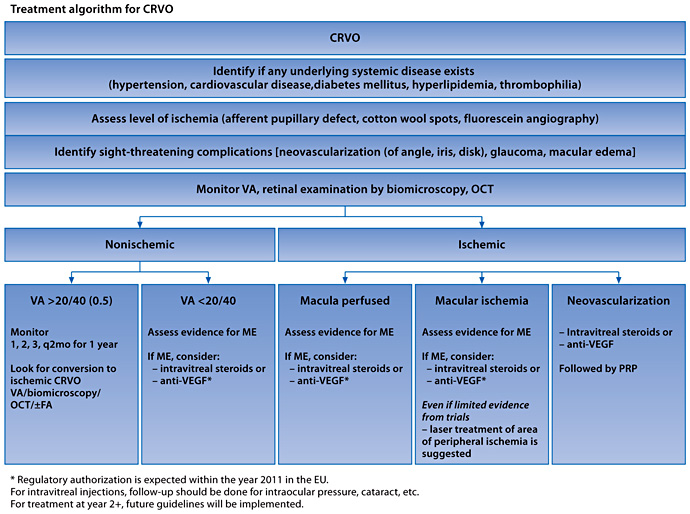 Treatment algorithm for CRVO
CRVO
Identify if any underlying systemic disease exists
(hypertension, cardiovascular disease,diabetes mellitus, hyperlipidemia, thrombophilia)
Assess level of ischemia (afferent pupillary defect, cotton wool spots, fluorescein angiography)
Identify sight-threatening complications [neovascularization (of angle, iris, disk), glaucoma, macular edema]
Monitor VA, retinal examination by biomicroscopy, OCT
Nonischemic
Ischemic
VA >20/40 (0.5)
Monitor
1, 2, 3, q2mo for 1 year
Look for conversion to
ischemic CRVO
VA/biomicroscopy/
OCT/±FA
VA <20/40
Assess evidence for ME
If ME, consider:
– intravitreal steroids or
– anti-VEGF*
Macula perfused
Assess evidence for ME
If ME, consider:
– intravitreal steroids or
– anti-VEGF*
Macular ischemia
Assess evidence for ME
If ME, consider:
– intravitreal steroids or
– anti-VEGF*
Even if limited evidence
from trials
– laser treatment of area
of peripheral ischemia is
suggested
Neovascularization
– Intravitreal steroids or
– anti-VEGF
Followed by PRP
* Regulatory authorization is expected within the year 2011 in the EU.
For intravitreal injections, follow-up should be done for intraocular pressure, cataract, etc.
For treatment at year 2+, future guidelines will be implemented.